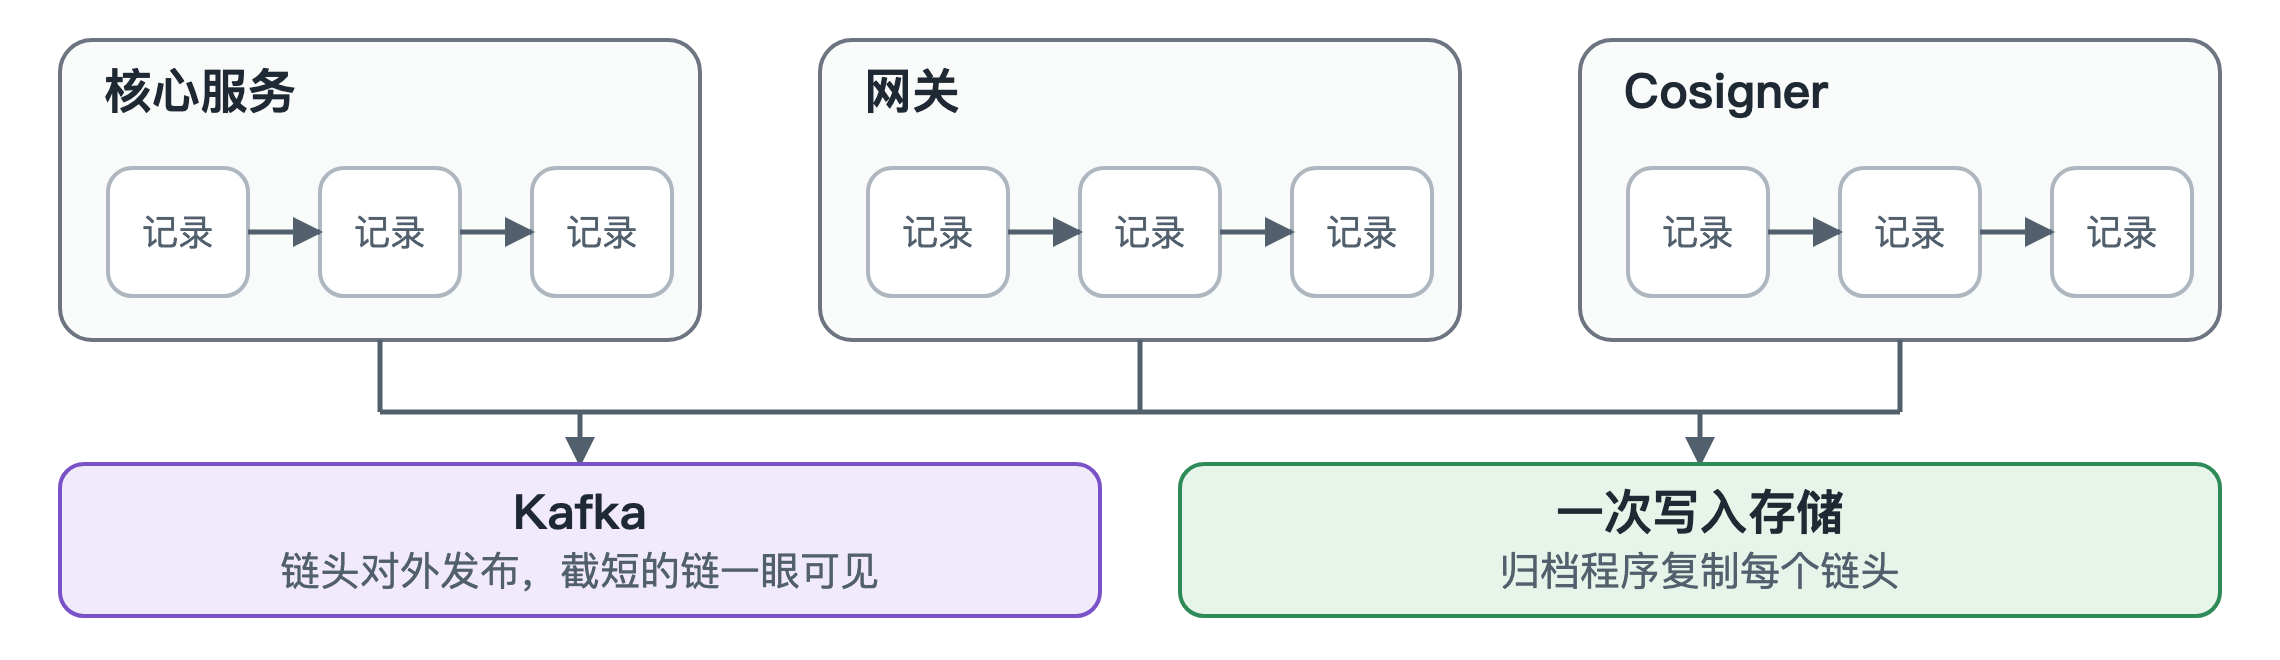 核心服务
记录
记录
记录
网关
记录
记录
记录
Cosigner
记录
记录
记录
Kafka
链头对外发布，截短的链一眼可见
一次写入存储
归档程序复制每个链头